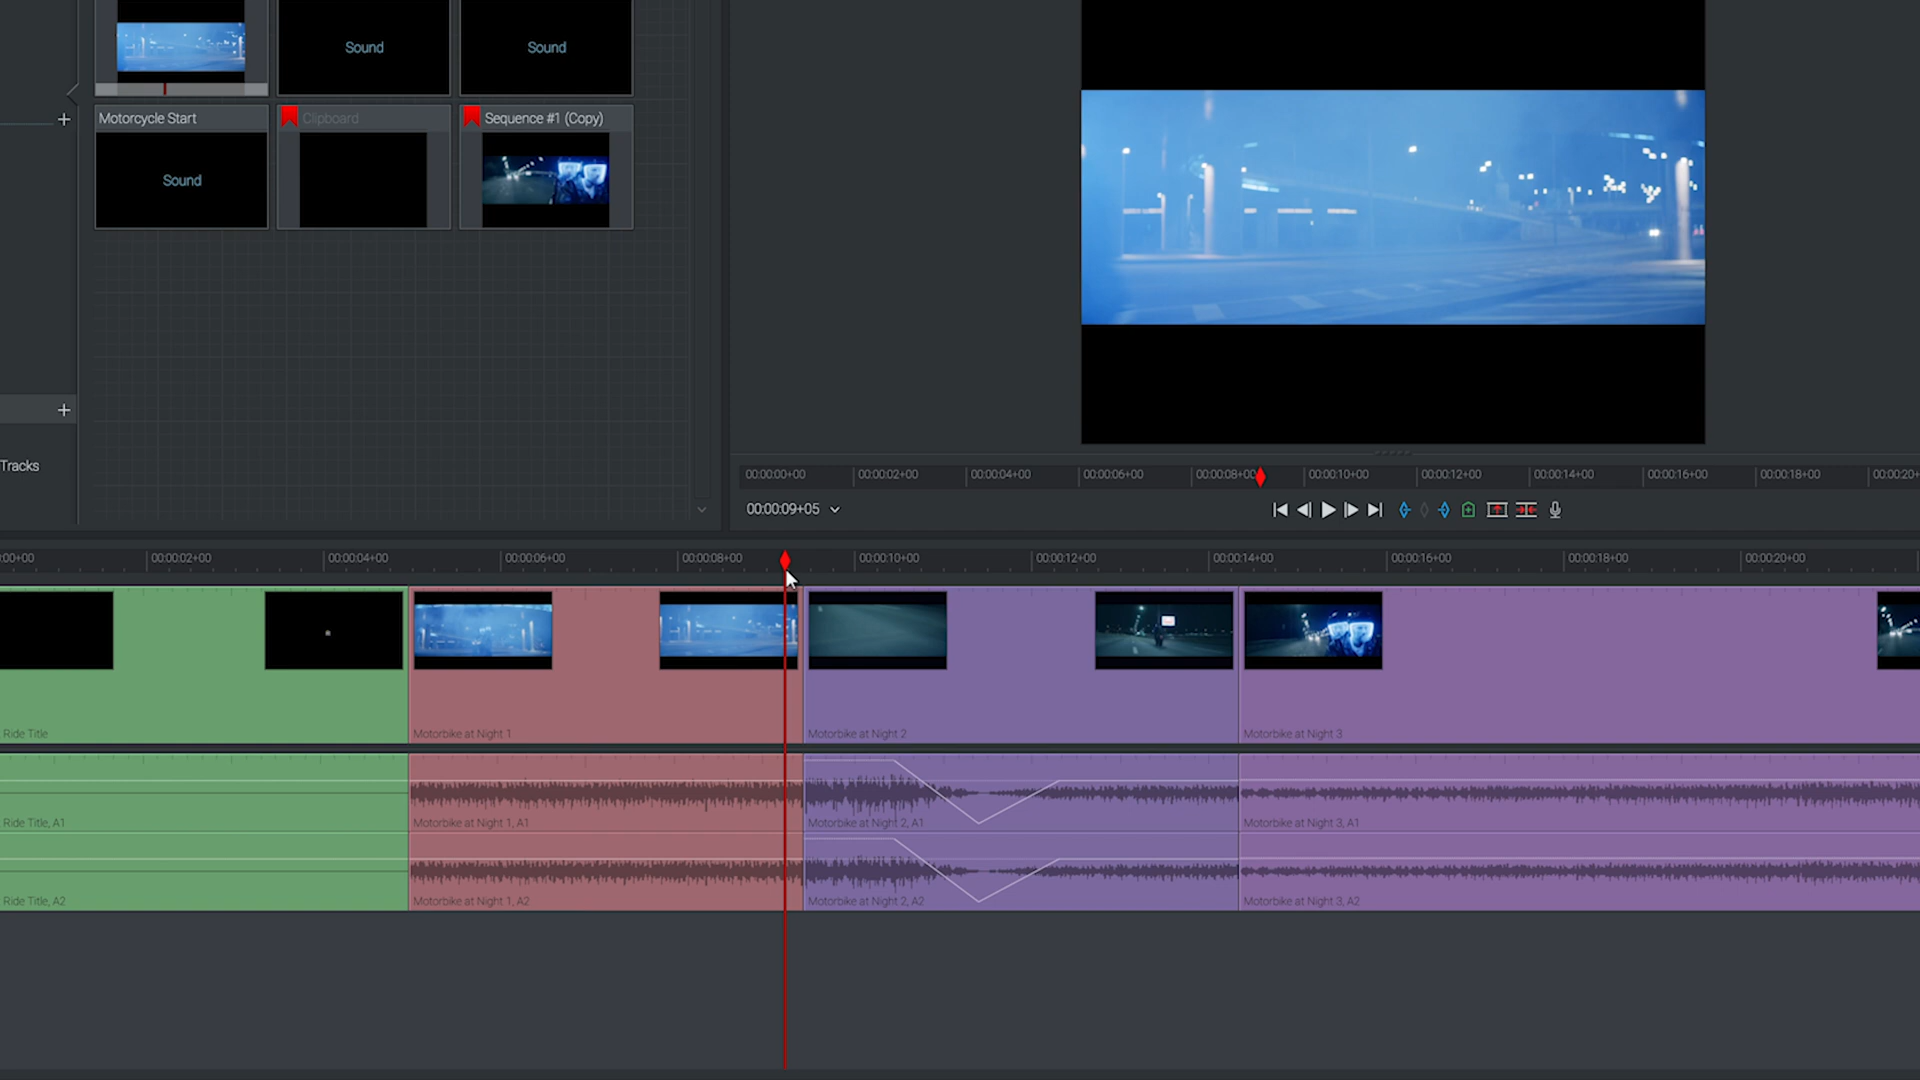 Sound
Sound
Motorcycle Start
Clipboard
Sequence #1 (Copy)
Sound
Tracks
00:00:00+00
00:00:02+00
00:00:04+00
00:00:06+00
00:00:08+00
00:00:10+00
00:00:12+00
00:00:14+00
00:00:16+00
00:00:18+00
00:00:20+
00:00:09+05
:00+00
00:00:02+00
00:00:04+00
00:00:06+00
00:00:08+00
00:00:10+00
00:00:12+00
00:00:14+00
00:00:16+00
00:00:18+00
00:00:20+00
Ride Title
Motorbike at Night 1
Motorbike at Night 2
Motorbike at Night 3
Ride Title, A1
Motorbike at Night 1, A1
Motorbike at Night 2, A1
Motorbike at Night 3, A1
Ride Title, A2
Motorbike at Night 1, A2
Motorbike at Night 2, A2
Motorbike at Night 3, A2